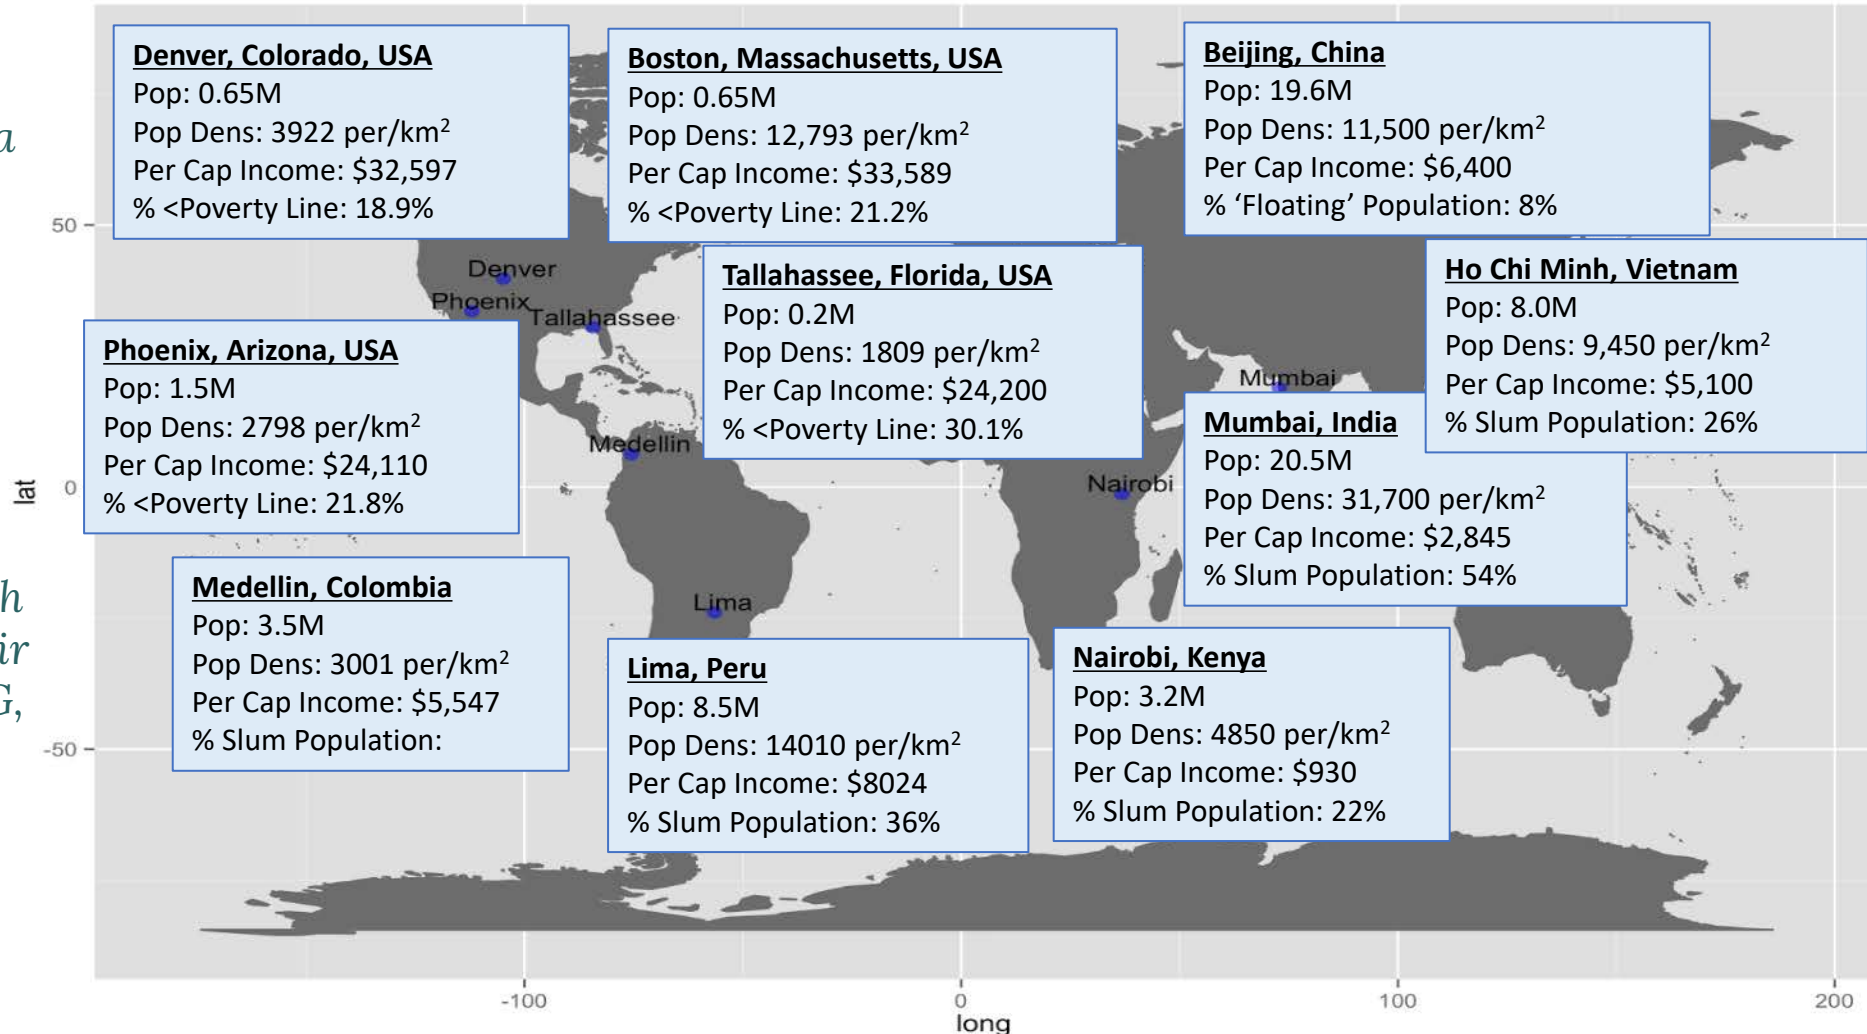 Denver, Colorado, USA
Pop: 0.65M
Pop Dens: 3922 per/km²
Per Cap Income: $32,597
% <Poverty Line: 18.9%
Boston, Massachusetts, USA
Pop: 0.65M
Pop Dens: 12,793 per/km²
Per Cap Income: $33,589
% <Poverty Line: 21.2%
Beijing, China
Pop: 19.6M
Pop Dens: 11,500 per/km²
Per Cap Income: $6,400
% ‘Floating’ Population: 8%
a
50
Denver
Phoenix
Tallahassee
Tallahassee, Florida, USA
Pop: 0.2M
Pop Dens: 1809 per/km²
Per Cap Income: $24,200
% <Poverty Line: 30.1%
Ho Chi Minh, Vietnam
Pop: 8.0M
Pop Dens: 9,450 per/km²
Per Cap Income: $5,100
% Slum Population: 26%
Phoenix, Arizona, USA
Pop: 1.5M
Pop Dens: 2798 per/km²
Per Cap Income: $24,110
% <Poverty Line: 21.8%
Mumbai
Mumbai, India
Pop: 20.5M
Pop Dens: 31,700 per/km²
Per Cap Income: $2,845
% Slum Population: 54%
Medellin
Nairobi
lat
0
Medellin, Colombia
Pop: 3.5M
Pop Dens: 3001 per/km²
Per Cap Income: $5,547
% Slum Population:
h
ir
G,
Lima
Lima, Peru
Pop: 8.5M
Pop Dens: 14010 per/km²
Per Cap Income: $8024
% Slum Population: 36%
Nairobi, Kenya
Pop: 3.2M
Pop Dens: 4850 per/km²
Per Cap Income: $930
% Slum Population: 22%
-50
-100
0
100
200
long